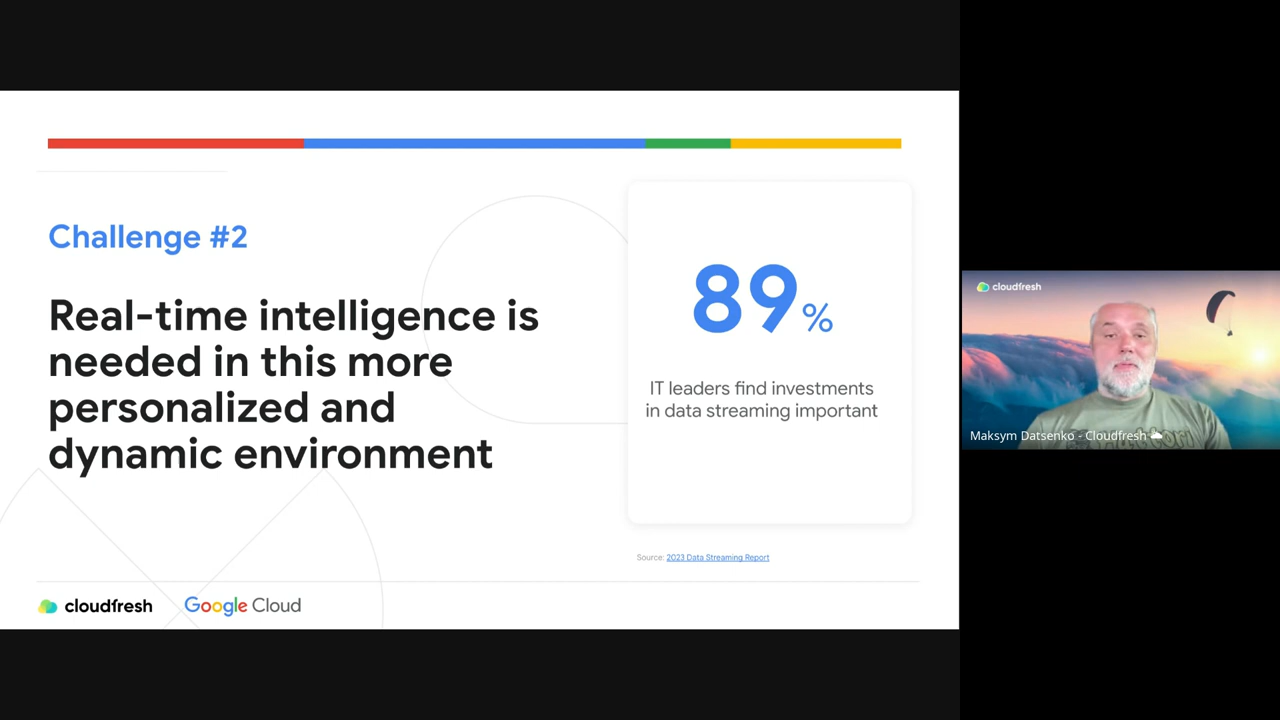 Challenge #2
Real-time intelligence is
needed in this more
personalized and
dynamic environment
89%
IT leaders find investments
in data streaming important
Source: 2023 Data Streaming Report
cloudfresh
Google Cloud
cloudfresh
Maksym Datsenko - Cloudfresh